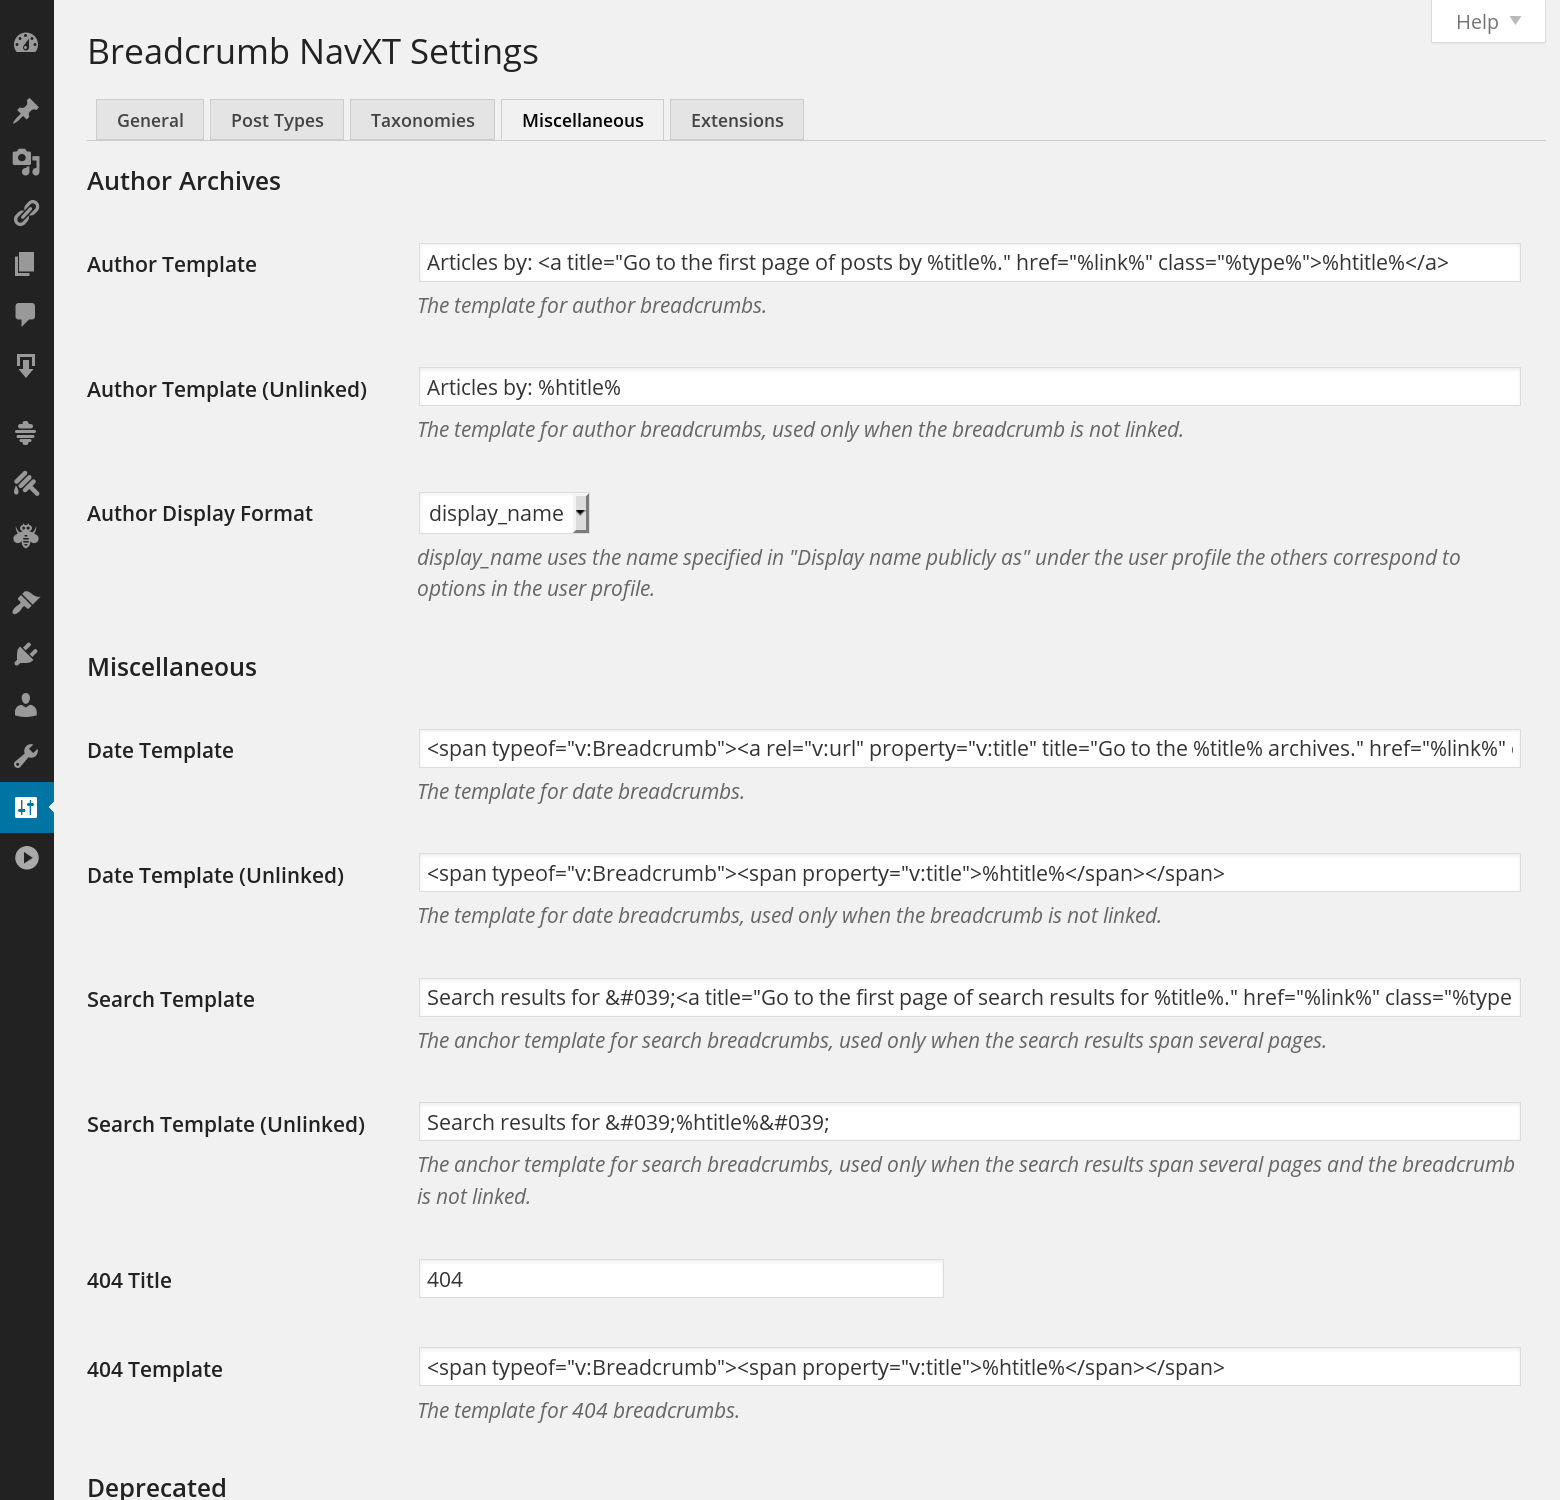 Help
Breadcrumb NavXT Settings
General
Post Types
Taxonomies
Miscellaneous
Extensions
Author Archives
Author Template
Articles by: <a title="Go to the first page of posts by %title%." href="%link%" class="%type%">%htitle%</a>
The template for author breadcrumbs.
Author Template (Unlinked)
Articles by: %htitle%
The template for author breadcrumbs, used only when the breadcrumb is not linked.
Author Display Format
display_name
display_name uses the name specified in "Display name publicly as" under the user profile the others correspond to
options in the user profile.
Miscellaneous
Date Template
<span typeof="v:Breadcrumb"><a rel="v:url" property="v:title" title="Go to the %title% archives." href="%link%"
The template for date breadcrumbs.
Date Template (Unlinked)
<span typeof="v:Breadcrumb"><span property="v:title">%htitle%</span></span>
The template for date breadcrumbs, used only when the breadcrumb is not linked.
Search Template
Search results for &#039;<a title="Go to the first page of search results for %title%." href="%link%" class="%type
The anchor template for search breadcrumbs, used only when the search results span several pages.
Search Template (Unlinked)
Search results for &#039;%htitle%&#039;
The anchor template for search breadcrumbs, used only when the search results span several pages and the breadcrumb
is not linked.
404 Title
404
404 Template
<span typeof="v:Breadcrumb"><span property="v:title">%htitle%</span></span>
The template for 404 breadcrumbs.
Deprecated